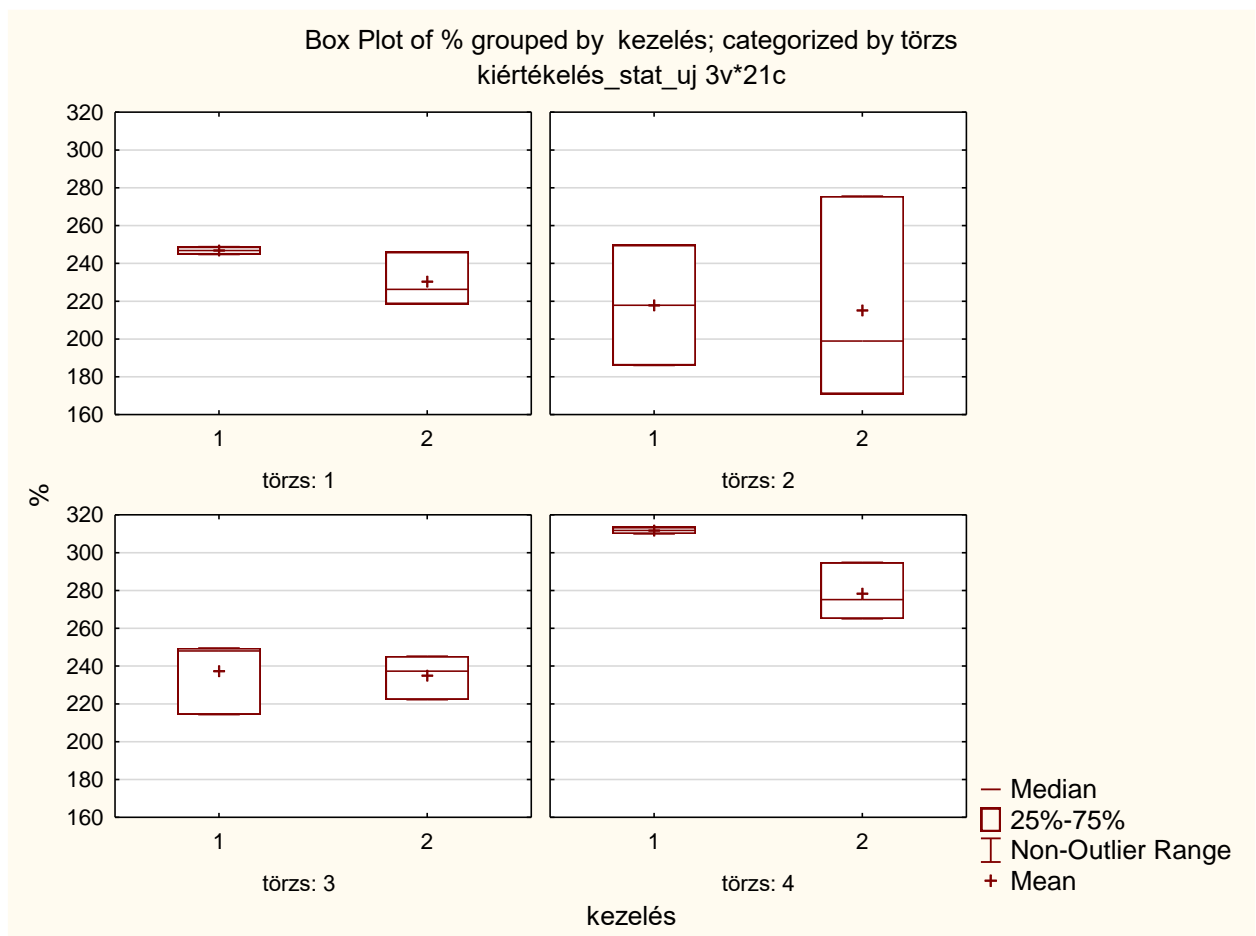 Box Plot of % grouped by  kezelés; categorized by törzs
kiértékelés_stat_uj 3v*21c
%
320
300
280
260
240
220
200
180
160
1 2
törzs: 1
1 2
törzs: 2
320
300
280
260
240
220
200
180
160
1 2
törzs: 3
1 2
törzs: 4
kezelés
Median
25%-75%
Non-Outlier Range
Mean